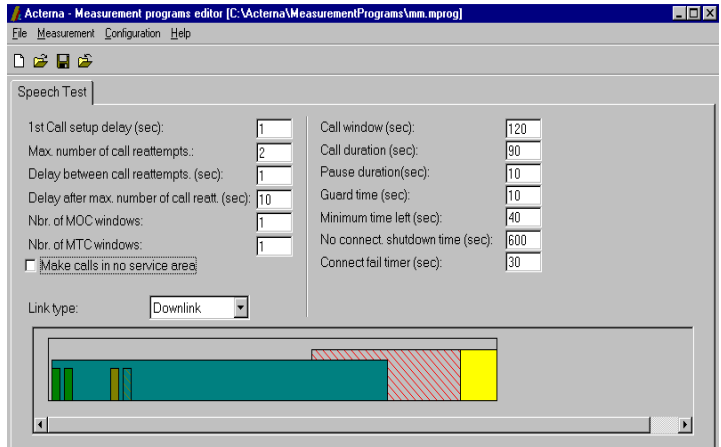 Acterna - Measurement programs editor [C:\Acterna\MeasurementPrograms\mm.mprog]
File Measurement Configuration Help
Speech Test
1st Call setup delay (sec): 1
Max. number of call reattempts.: 2
Delay between call reattempts. (sec): 1
Delay after max. number of call reatt. (sec): 10
Nbr. of MOC windows: 1
Nbr. of MTC windows: 1
Make calls in no service area
Link type: Downlink
Call window (sec): 120
Call duration (sec): 90
Pause duration(sec): 10
Guard time (sec): 10
Minimum time left (sec): 40
No connect. shutdown time (sec): 600
Connect fail timer (sec): 30